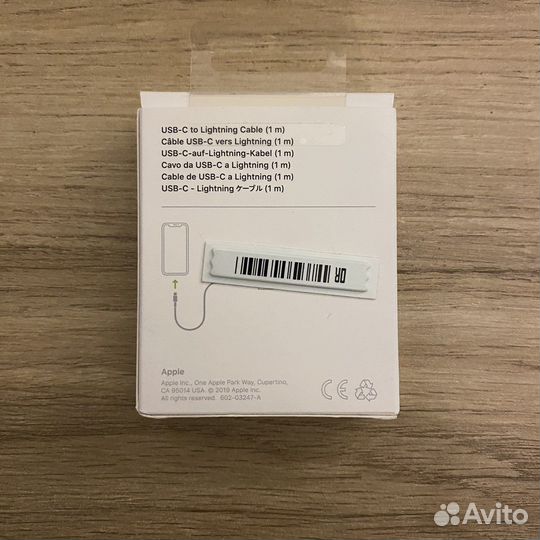 USB-C to Lightning Cable (1 m)
Câble USB-C vers Lightning (1 m)
USB-C-auf-Lightning-Kabel (1 m)
Cavo da USB-C a Lightning (1 m)
Cable de USB-C a Lightning (1 m)
USB-C - Lightning ケーブル (1 m)
DR
Apple
Apple Inc., One Apple Park Way, Cupertino,
CA 95014 USA. © 2019 Apple Inc.
All rights reserved. 602-03247-A
CE
Avito